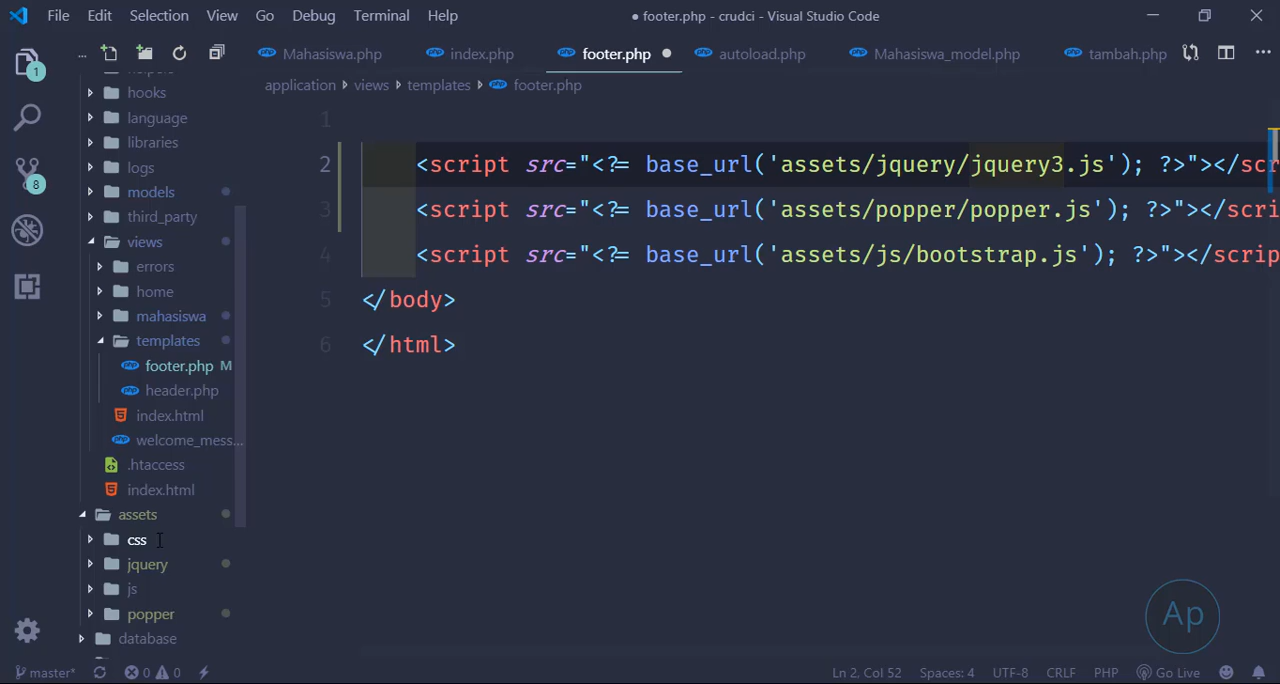 File Edit Selection View Go Debug Terminal Help
● footer.php - crudci - Visual Studio Code
... Mahasiswa.php index.php footer.php autoload.php Mahasiswa_model.php tambah.php ...
application › views › templates › footer.php
1
8
helpers
hooks
language
libraries
logs
models
third_party
views
errors
home
mahasiswa
templates
footer.php M
header.php
index.html
welcome_mess...
.htaccess
index.html
assets
css
jquery
js
popper
database
1
2 <script src="<?= base_url('assets/jquery/jquery3.js'); ?>"></scr
3 <script src="<?= base_url('assets/popper/popper.js'); ?>"></scri
4 <script src="<?= base_url('assets/js/bootstrap.js'); ?>"></script
5 </body>
6 </html>
Ap
master* 0 0 Ln 2, Col 52 Spaces: 4 UTF-8 CRLF PHP Go Live